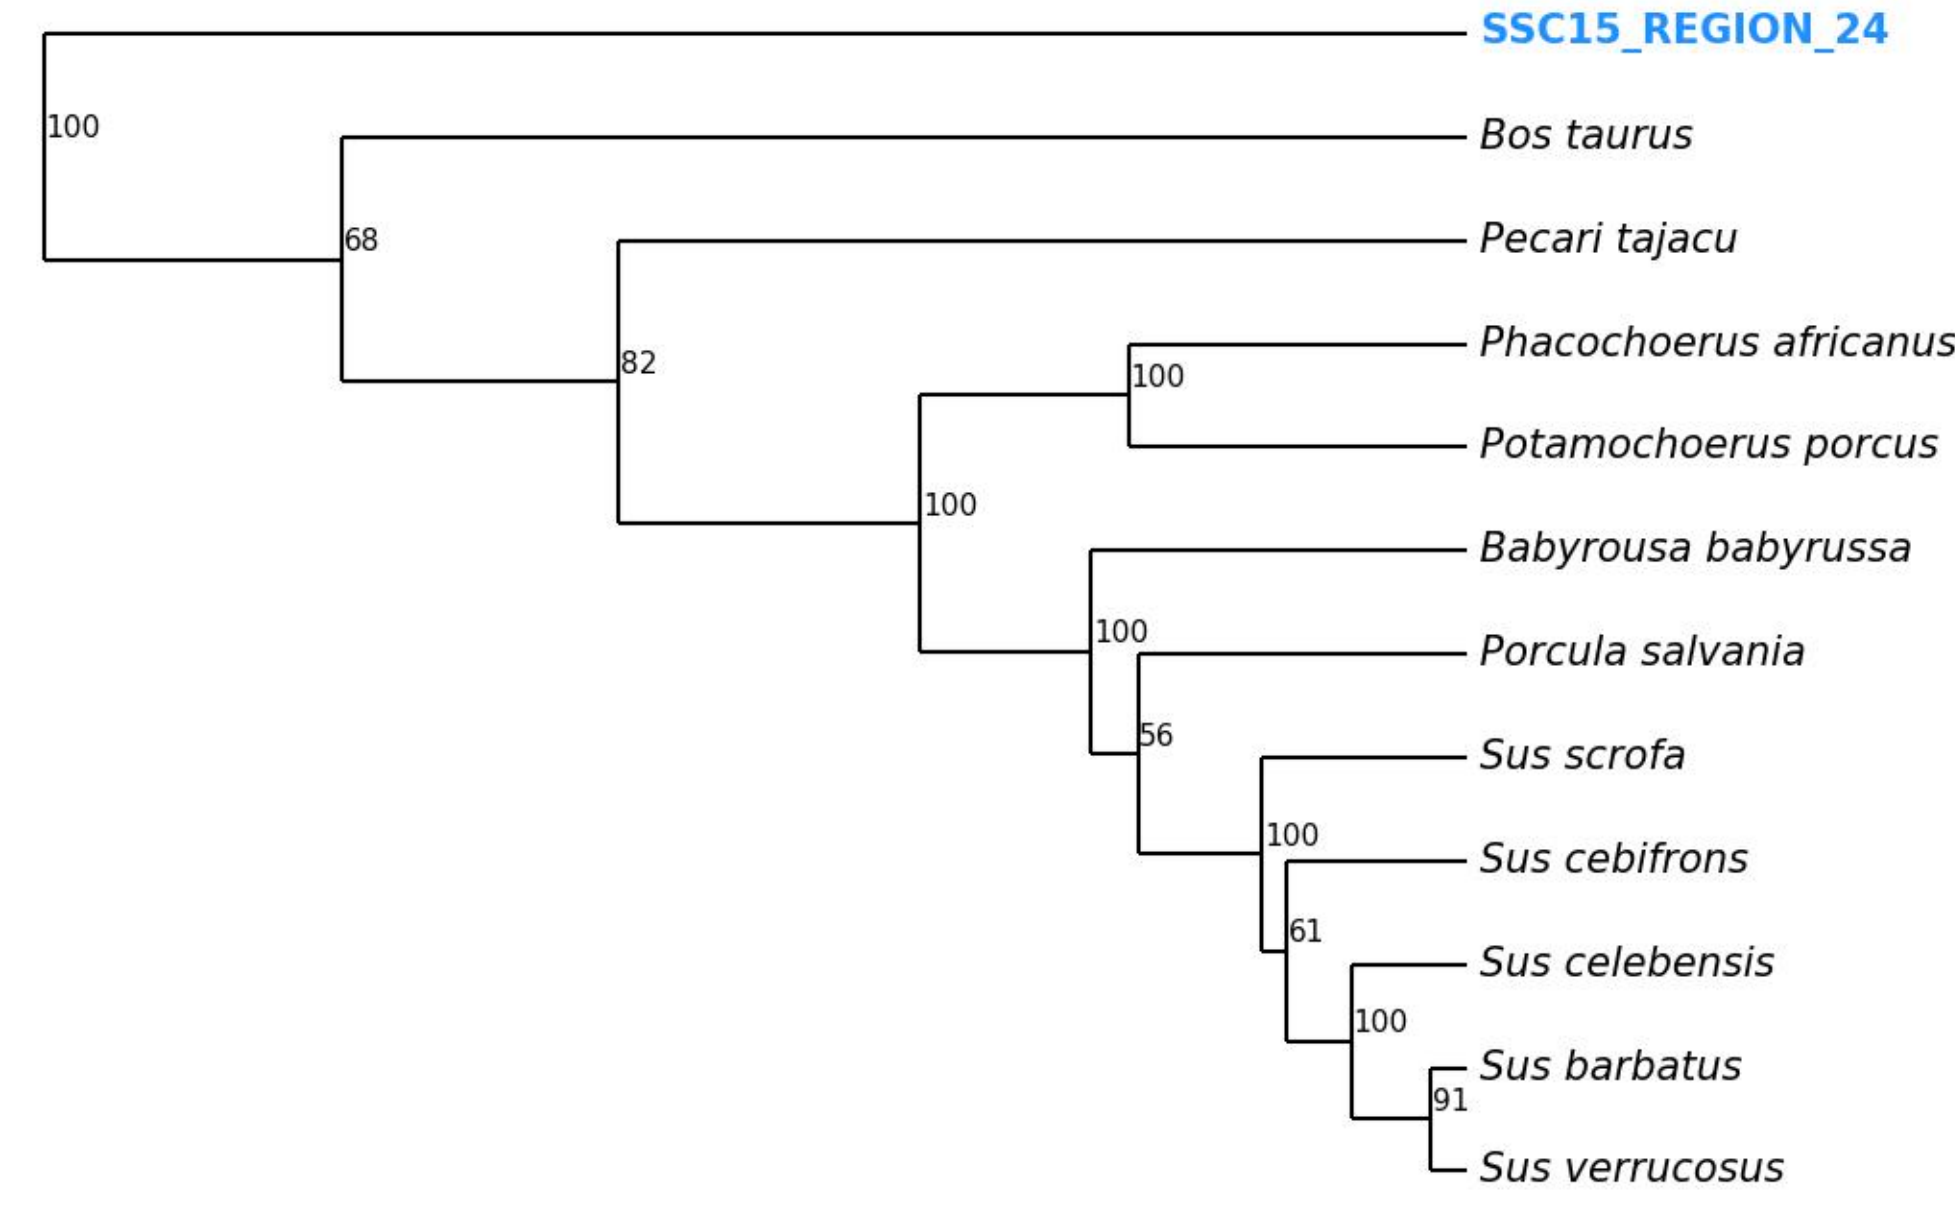 SSC15_REGION_24
100
Bos taurus
68
Pecari tajacu
Phacochoerus africanus
82
100
Potamochoerus porcus
100
Babyrousa babyrussa
100
Porcula salvania
56
Sus scrofa
100
Sus cebifrons
61
Sus celebensis
100
Sus barbatus
91
Sus verrucosus